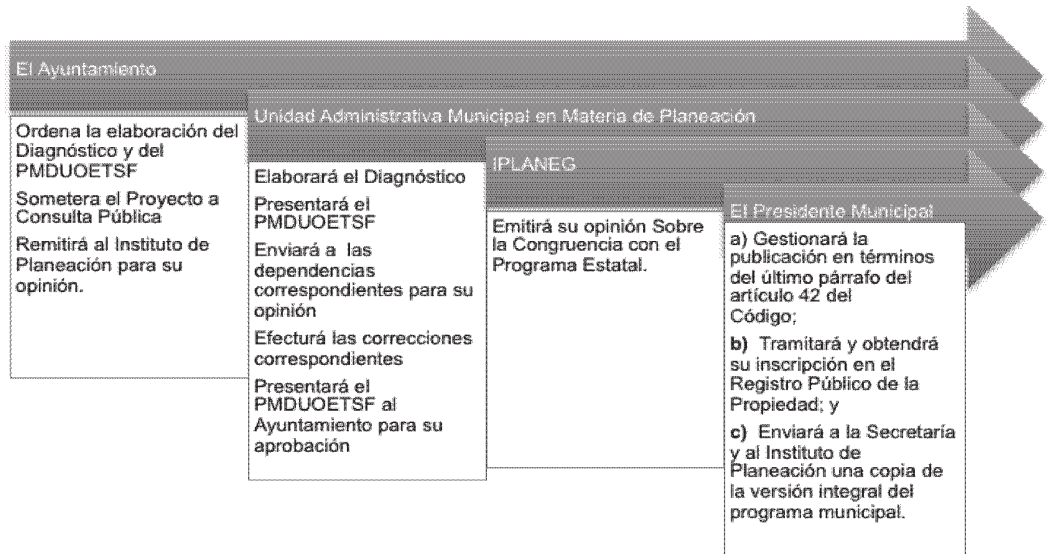 El Ayuntamiento
Ordena la elaboración del
Diagnóstico y del
PMDUOETSF
Sometera el Proyecto a
Consulta Pública
Remitirá al Instituto de
Planeación para su
opinión.
Unidad Administrativa Municipal en Materia de Planeación
Elaborará el Diagnóstico
Presentará el
PMDUOETSF
Enviará a las
dependencias
correspondientes para su
opinión
Efecturá las correcciones
correspondientes
Presentará el
PMDUOETSF al
Ayuntamiento para su
aprobación
IPLANEG
Emitirá su opinión Sobre
la Congruencia con el
Programa Estatal.
El Presidente Municipal
a) Gestionará la
publicación en términos
del último párrafo del
artículo 42 del
Código;
b) Tramitará y obtendrá
su inscripción en el
Registro Público de la
Propiedad; y
c) Enviará a la Secretaría
y al Instituto de
Planeación una copia de
la versión integral del
programa municipal.